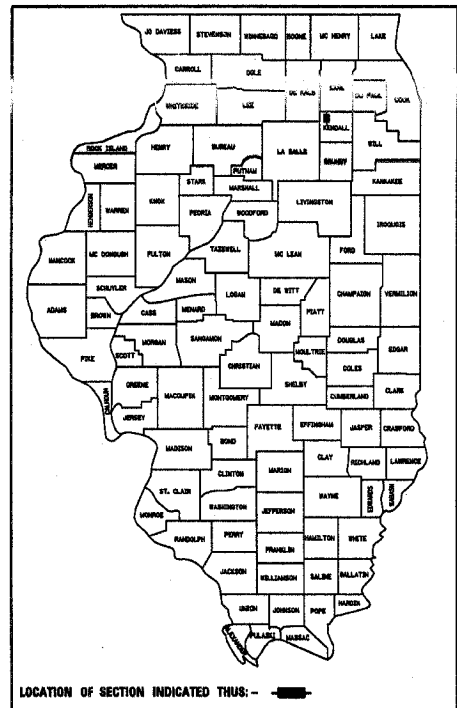 JO DAVIESS STEVENSON WINNEBAGO BOONE MC HENRY LAKE
CARROLL OGLE
WHITESIDE LEE DE KALB KANE DU PAGE COOK
KENDALL
ROCK ISLAND HENRY BUREAU LA SALLE GRUNDY WILL
MERCER PUTNAM
STARK MARSHALL KANKAKEE
HENDERSON WARREN KNOX PEORIA WOODFORD LIVINGSTON IROQUOIS
HANCOCK MC DONOUGH FULTON TAZEWELL MC LEAN FORD
SCHUYLER MASON LOGAN DE WITT CHAMPAIGN VERMILION
ADAMS BROWN CASS MENARD MACON PIATT
DOUGLAS
PIKE SCOTT MORGAN SANGAMON CHRISTIAN MOULTRIE COLES EDGAR
SHELBY
CALHOUN GREENE MACOUPIN MONTGOMERY CUMBERLAND CLARK
JERSEY
FAYETTE EFFINGHAM JASPER CRAWFORD
MADISON BOND
CLAY RICHLAND LAWRENCE
CLINTON MARION
ST. CLAIR WAYNE EDWARDS WABASH
WASHINGTON
MONROE JEFFERSON
RANDOLPH PERRY HAMILTON WHITE
FRANKLIN
JACKSON WILLIAMSON SALINE GALLATIN
UNION JOHNSON POPE HARDIN
ALEXANDER PULASKI MASSAC
LOCATION OF SECTION INDICATED THUS: -